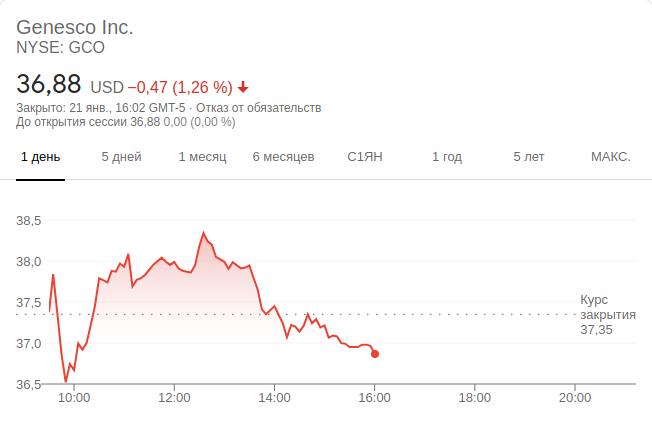 Genesco Inc.
NYSE: GCO
36,88 USD −0,47 (1,26 %)
Закрыто: 21 янв., 16:02 GMT-5 · Отказ от обязательств
До открытия сессии 36,88 0,00 (0,00 %)
1 день 5 дней 1 месяц 6 месяцев С1ЯН 1 год 5 лет МАКС.
38,5
38,0
37,5
37,0
36,5
Курс
закрытия
37,35
10:00 12:00 14:00 16:00 18:00 20:00